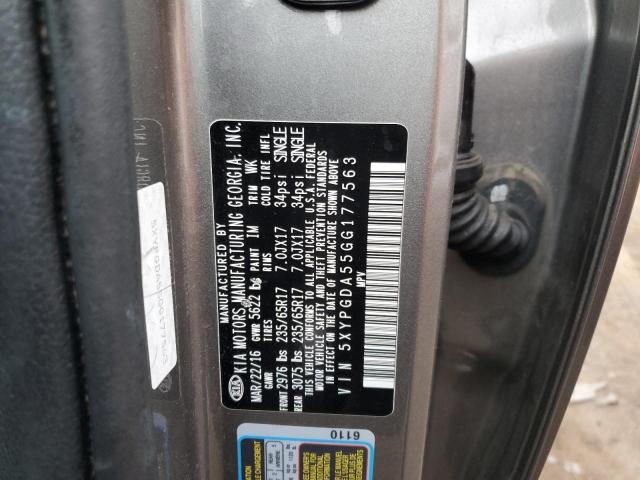 MANUFACTURED BY
KIA MOTORS MANUFACTURING GEORGIA, INC.
MAR/22/16 GVWR 5622 lbs PLANT IM TRIM WK
GAWR TIRES RIMS COLD TIRE INFL
FRONT 2976 lbs 235/65R17 7.0JX17 34psi SINGLE
REAR 3075 lbs 235/65R17 7.0JX17 34psi SINGLE
THIS VEHICLE CONFORMS TO ALL APPLICABLE U.S.A. FEDERAL
MOTOR VEHICLE SAFETY AND THEFT PREVENTION STANDARDS
IN EFFECT ON THE DATE OF MANUFACTURE SHOWN ABOVE
VIN 5XYPGDA55GG177563
MPV
KIA
6110